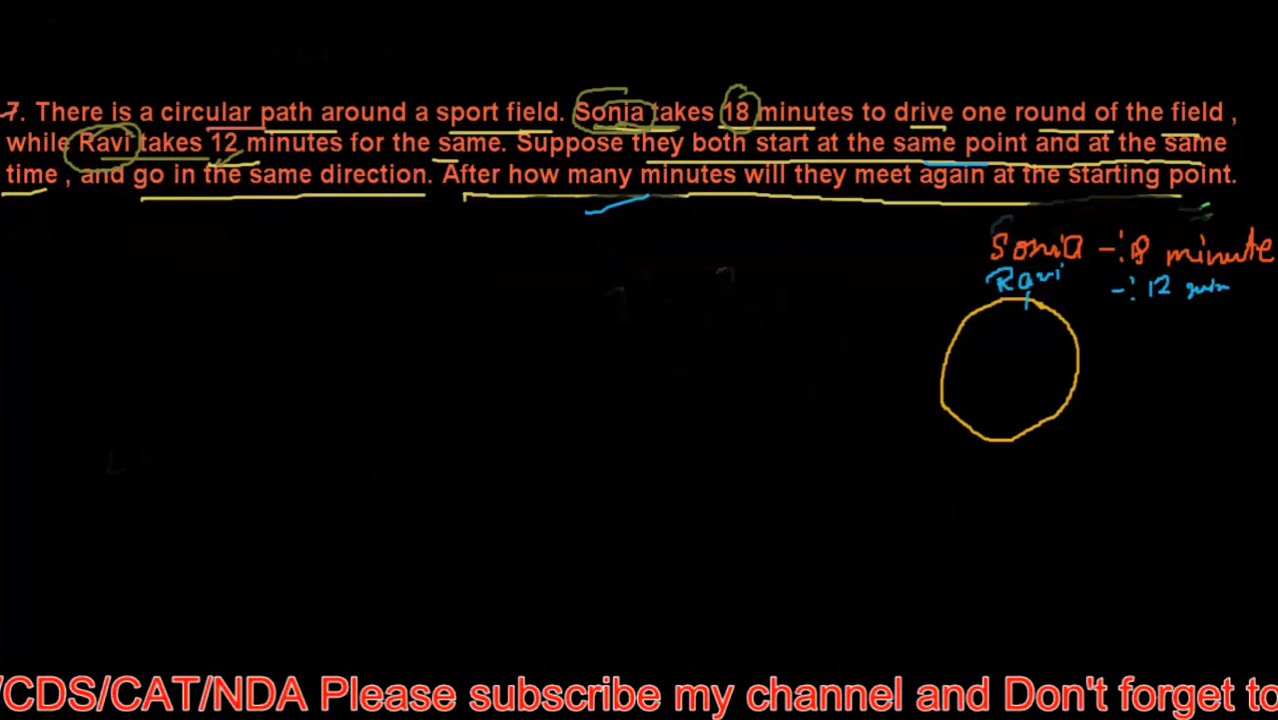 7. There is a circular path around a sport field. Sonia takes 18 minutes to drive one round of the field ,
while Ravi takes 12 minutes for the same. Suppose they both start at the same point and at the same
time , and go in the same direction. After how many minutes will they meet again at the starting point.
Sonia -: 18 minute
Ravi -: 12 min
/CDS/CAT/NDA Please subscribe my channel and Don't forget to